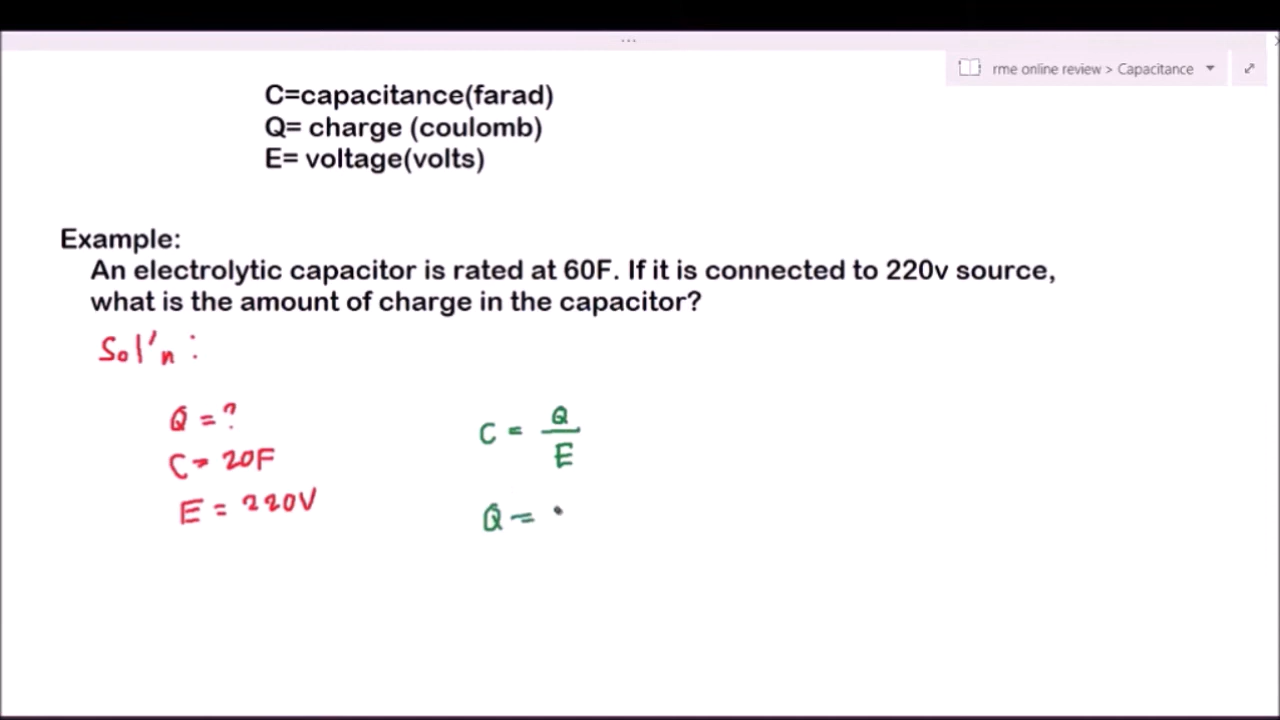 ...
rme online review > Capacitance
C=capacitance(farad)
Q= charge (coulomb)
E= voltage(volts)
Example:
An electrolytic capacitor is rated at 60F. If it is connected to 220v source,
what is the amount of charge in the capacitor?
Sol'n :
Q = ?
C = 20F
E = 220V
C = Q
E
Q =